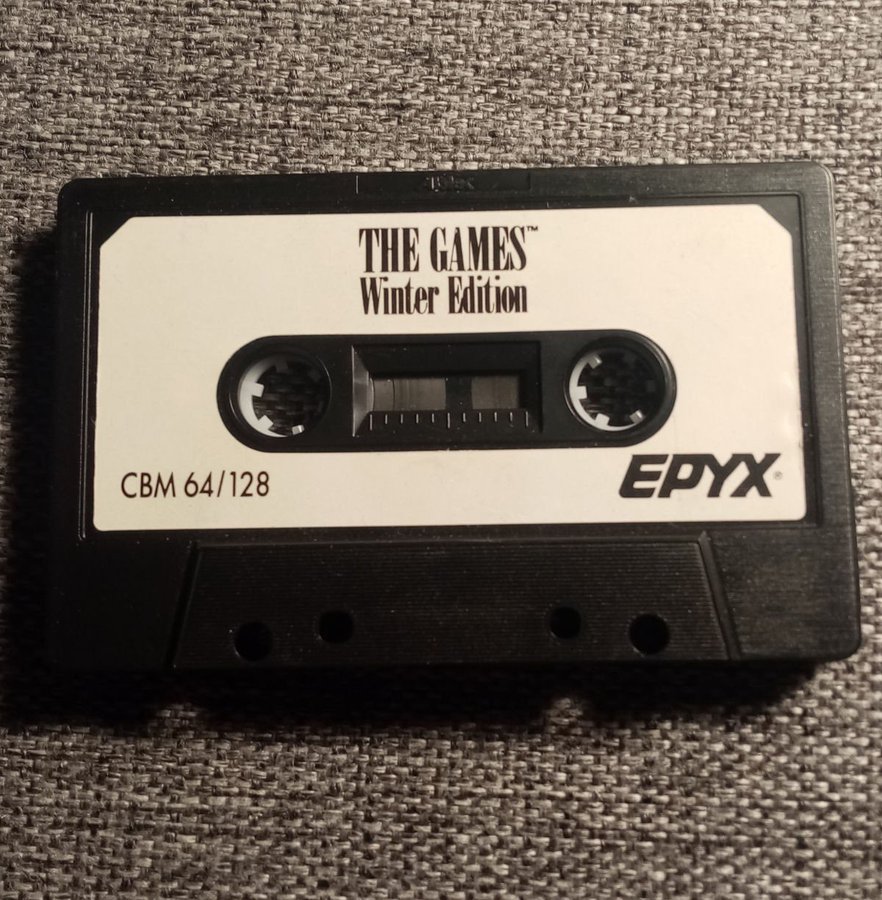 THE GAMES™
Winter Edition
CBM 64/128
EPYX®